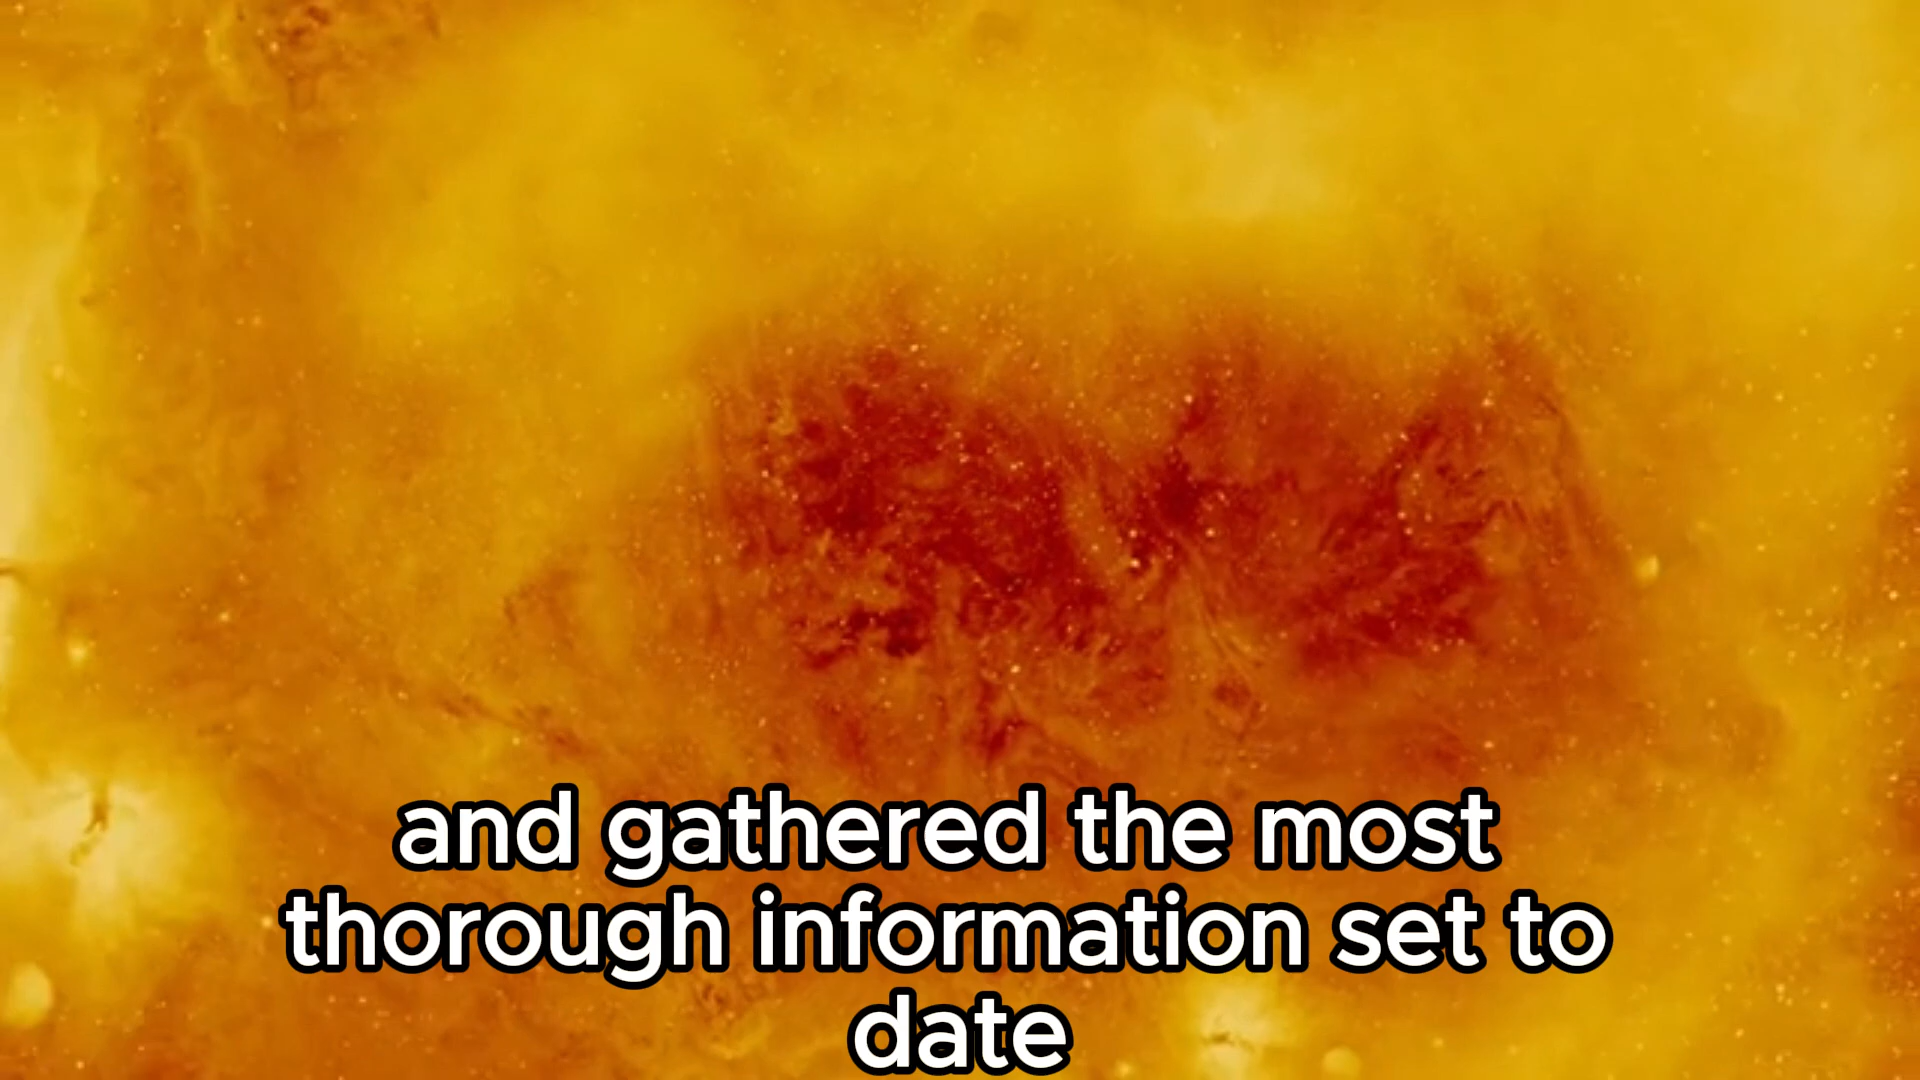 and gathered the most
thorough information set to
date